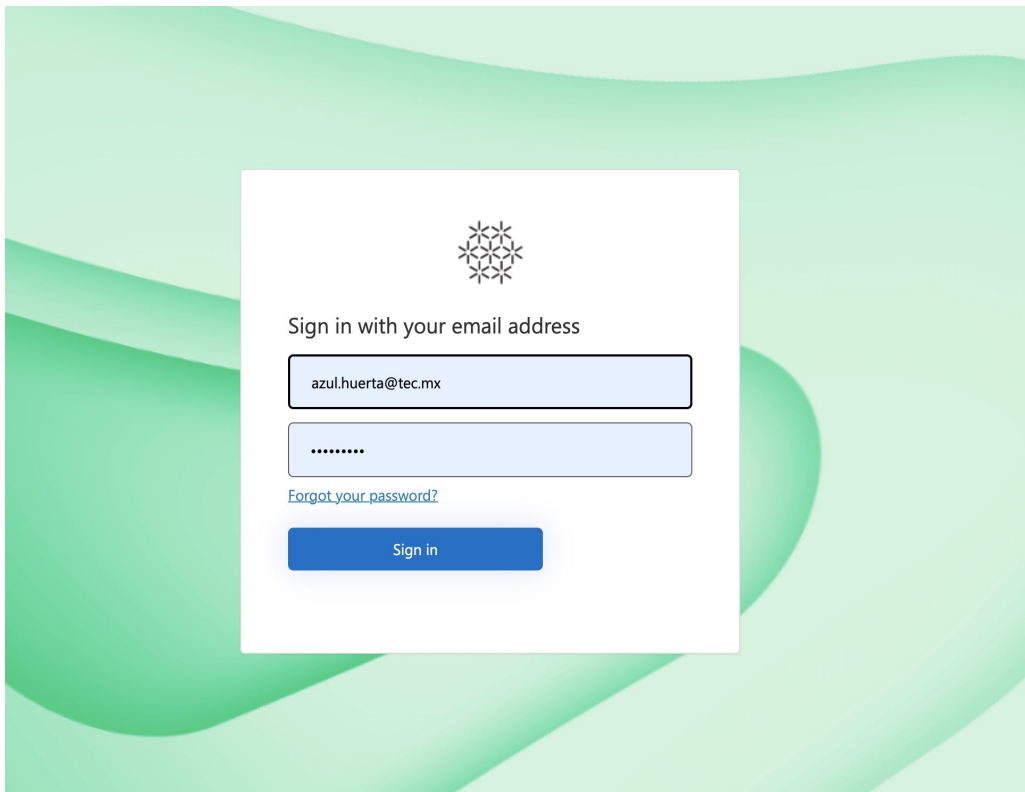 Sign in with your email address
azul.huerta@tec.mx
•••••••••
Forgot your password?
Sign in